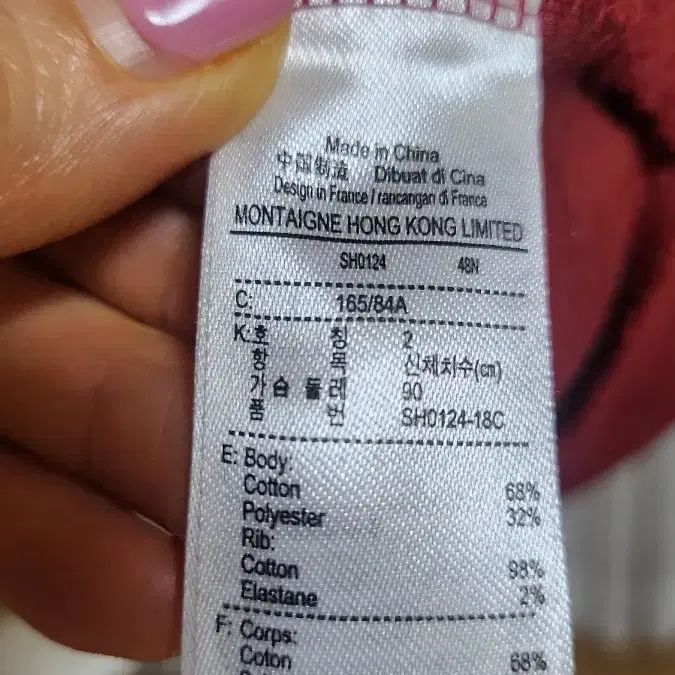 Made in China
中国制造 Dibuat di Cina
Design in France / rancangan di Franca
MONTAIGNE HONG KONG LIMITED
SH0124 48N
C: 165/84A
K: 호 칭 2
항 목 신체치수(cm)
가 슴 둘 레 90
품 번 SH0124-18C
E: Body:
Cotton 68%
Polyester 32%
Rib:
Cotton 98%
Elastane 2%
F: Corps:
Coton 68%